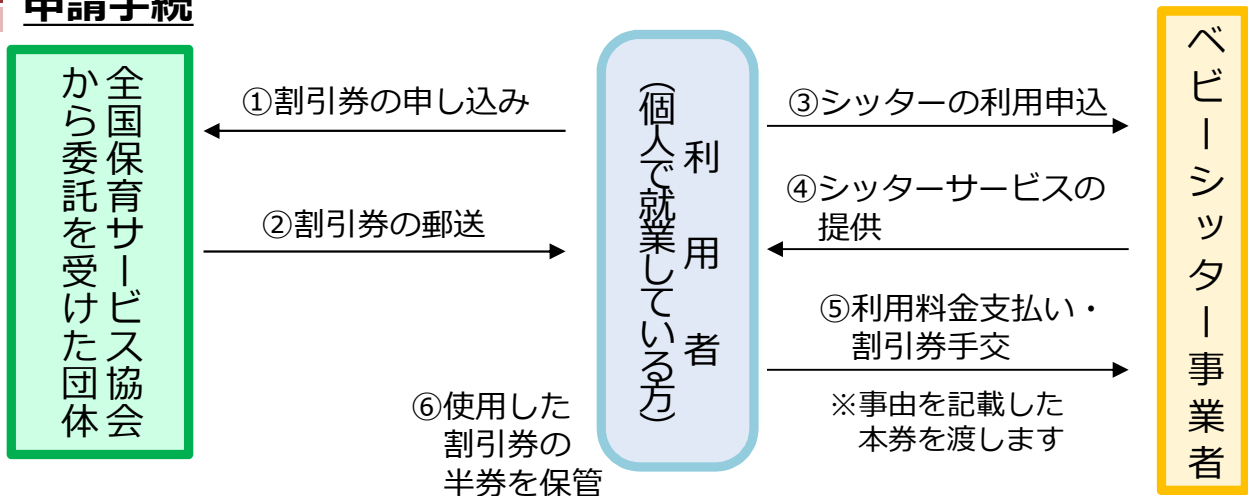 申請手続
全国保育サービス協会
から委託を受けた団体
①割引券の申し込み
②割引券の郵送
利用者
（個人で就業している方）
③シッターの利用申込
④シッターサービスの
提供
⑤利用料金支払い・
割引券手交
※事由を記載した
本券を渡します
⑥使用した
割引券の
半券を保管
ベビーシッター事業者